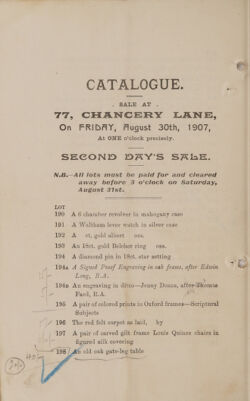 CATALOGUE.
SALE AT
77, CHANCERY LANE,
On FRIDAY, August 30th, 1907,
At ONE o'clock precisely.
SECOND DAY'S SALE.
N.B.-All lots must be paid for and cleared
away before 3 o'clock on Saturday,
August 31st.
LOT
190 A 6 chamber revolver in mahogany case
191 A Waltham lever watch in silver case
192 A ct. gold albert ozs.
193 An 18ct. gold Belcher ring ozs.
194 A diamond pin in 18ct. star setting
194a A Signed Proof Engraving in oak frame, after Edwin
Long, R.A.
194b An engraving in ditto—Jenny Deans, after Thomas
Faed, R.A.
195 A pair of colored prints in Oxford frames—Scriptural
Subjects
196 The red felt carpet as laid, by
197 A pair of carved gilt frame Louis Quinze chairs in
figured silk covering
198 An old oak gate-leg table